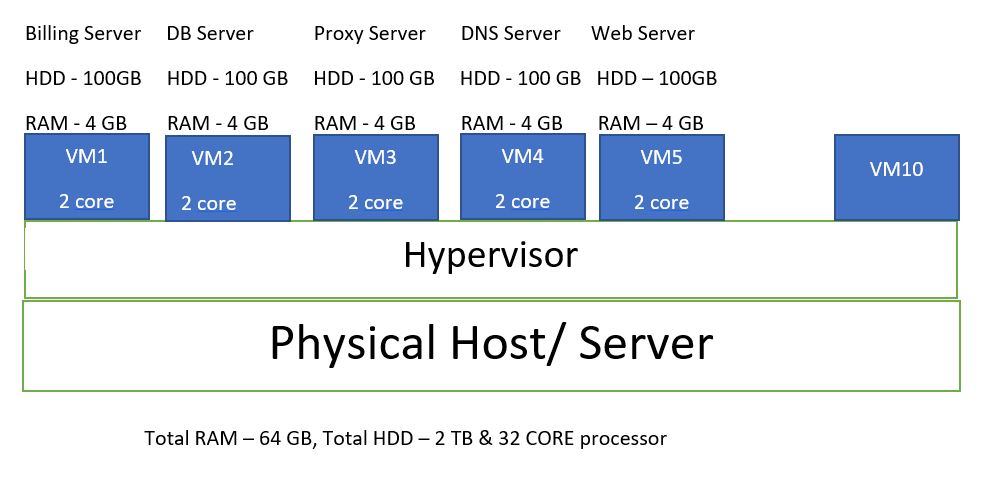 Billing Server DB Server Proxy Server DNS Server Web Server
HDD - 100GB HDD - 100 GB HDD - 100 GB HDD - 100 GB HDD – 100GB
RAM - 4 GB RAM - 4 GB RAM - 4 GB RAM - 4 GB RAM – 4 GB
VM1 VM2 VM3 VM4 VM5 VM10
2 core 2 core 2 core 2 core 2 core
Hypervisor
Physical Host/ Server
Total RAM – 64 GB, Total HDD – 2 TB & 32 CORE processor